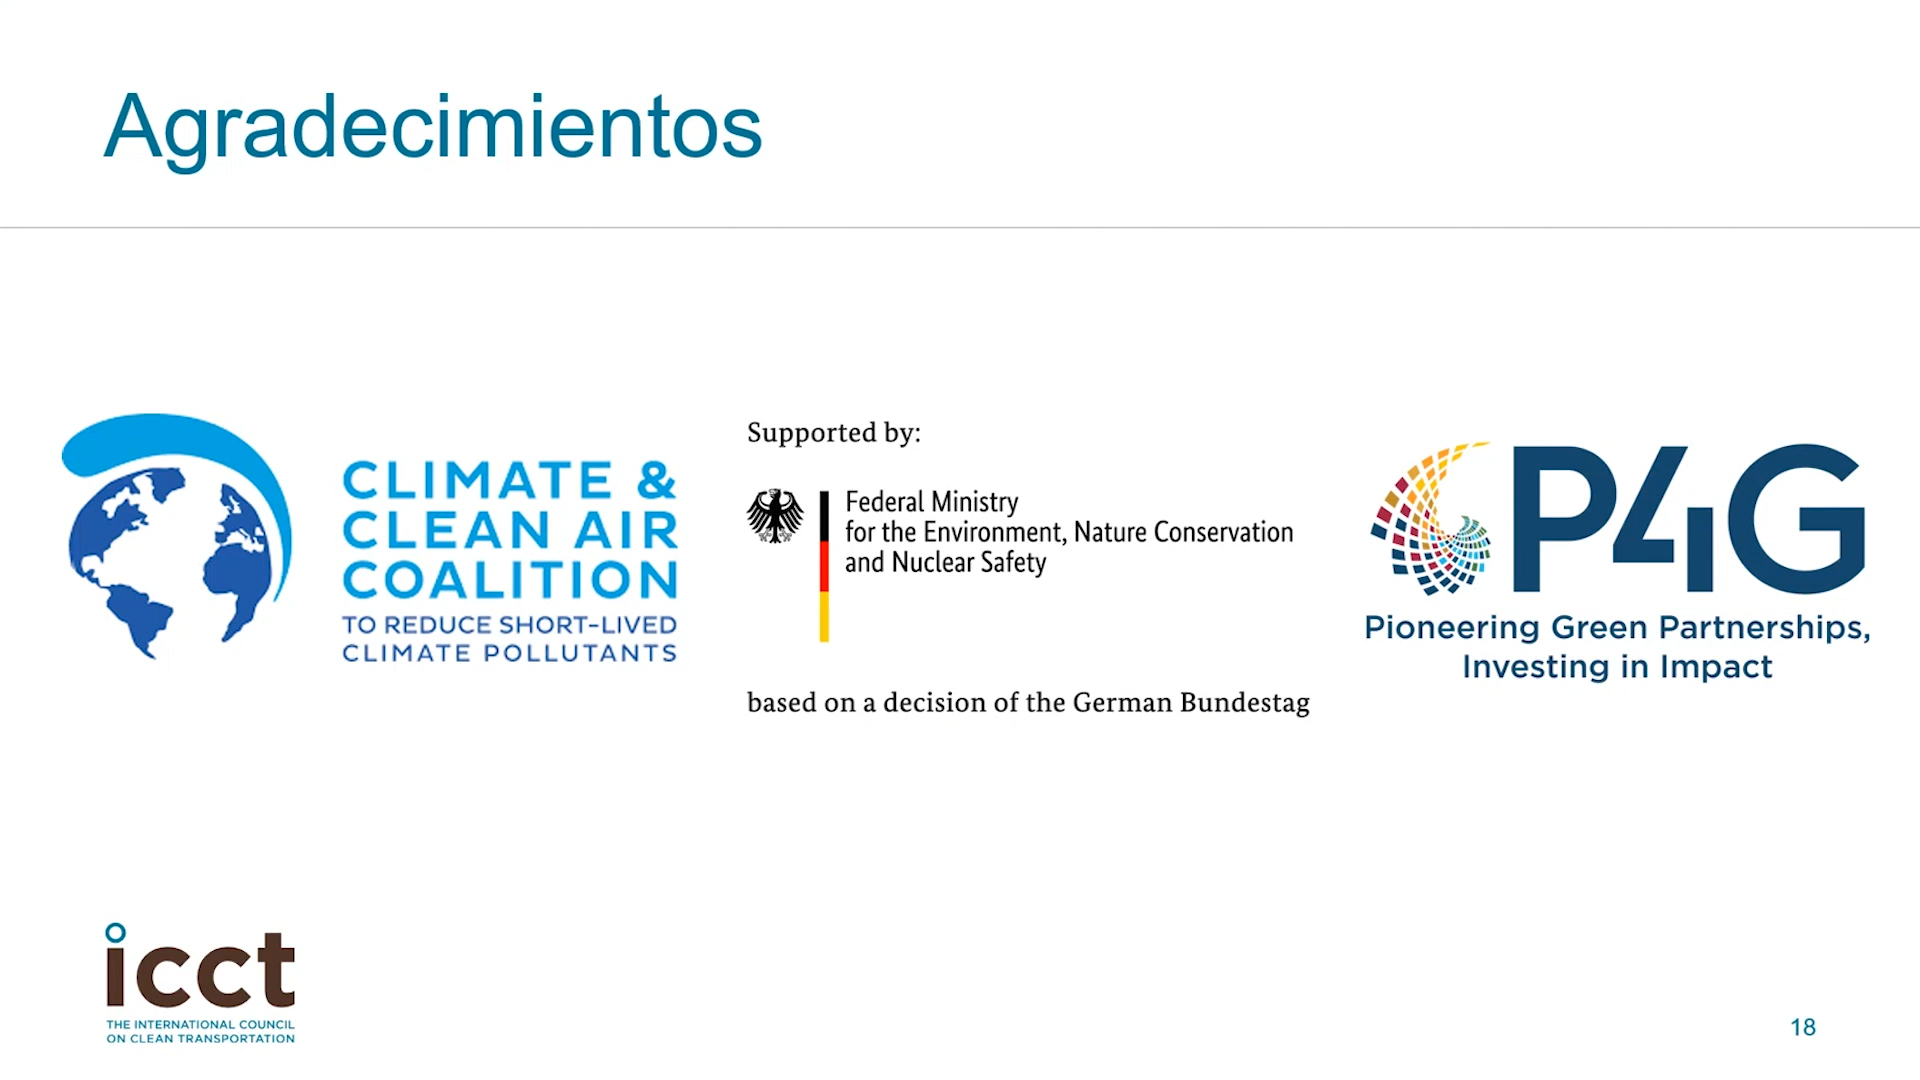 Agradecimientos
CLIMATE &
CLEAN AIR
COALITION
TO REDUCE SHORT-LIVED
CLIMATE POLLUTANTS
Supported by:
Federal Ministry
for the Environment, Nature Conservation
and Nuclear Safety
based on a decision of the German Bundestag
P4G
Pioneering Green Partnerships,
Investing in Impact
icct
THE INTERNATIONAL COUNCIL
ON CLEAN TRANSPORTATION
18